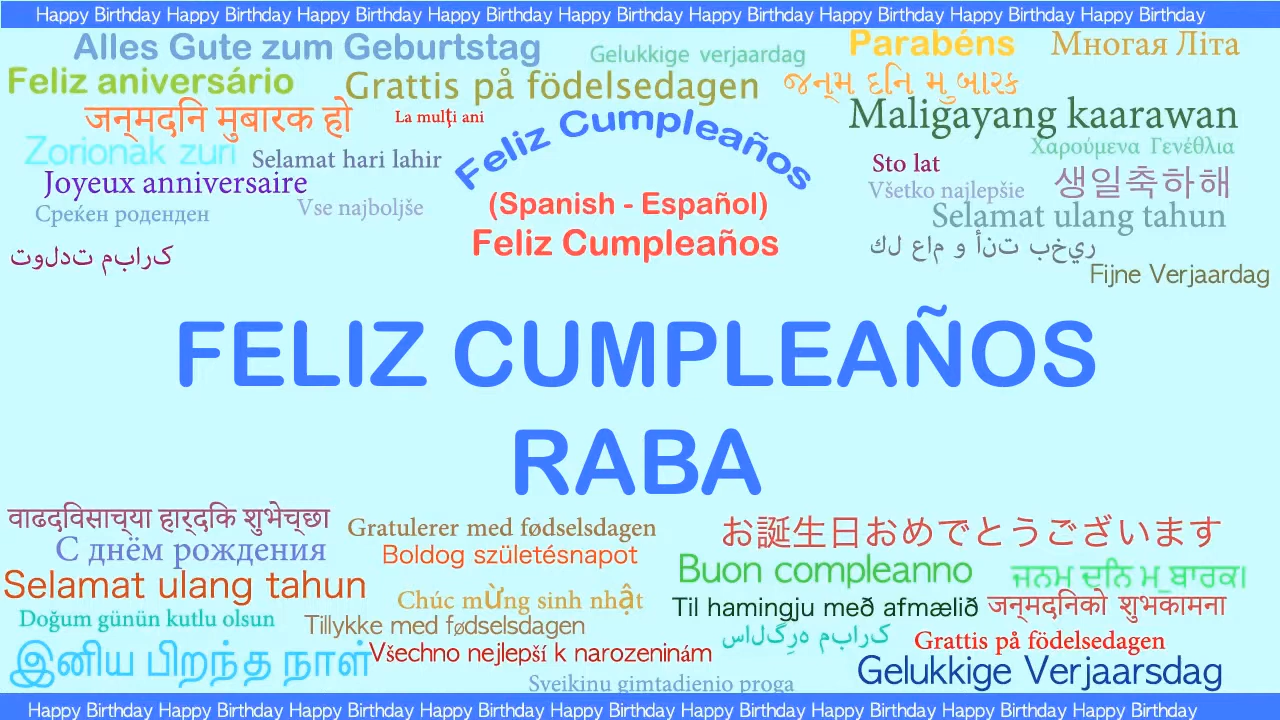 Happy Birthday Happy Birthday Happy Birthday Happy Birthday Happy Birthday Happy Birthday Happy Birthday Happy Birthday Happy Birthday
Alles Gute zum Geburtstag
Gelukkige verjaardag
Parabéns
Многая Літа
Feliz aniversário
Grattis på födelsedagen
જન્મ દનિ મુબારક
जन्मदनि मुबारक हो
La mulţi ani
Feliz Cumpleaños
Maligayang kaarawan
Zorionak zuri
Selamat hari lahir
Sto lat
Χαρούμενα Γενέθλια
Joyeux anniversaire
(Spanish - Español)
Všetko najlepšie
생일축하해
Среќен роденден
Vse najboljše
Feliz Cumpleaños
Selamat ulang tahun
تولدت مبارک
كل عام و أنت بخير
Fijne Verjaardag
FELIZ CUMPLEAÑOS
RABA
वाढदविसाच्या हार्दकि शुभेच्छा
Gratulerer med fødselsdagen
お誕生日おめでとうございます
С днём рождения
Boldog születésnapot
Buon compleanno
ਜਨਮ ਦਨਿ ਮੁਬਾਰਕ।
Selamat ulang tahun
Chúc mừng sinh nhật
Til hamingju með afmælið
जन्मदनिको शुभकामना
Doğum günün kutlu olsun
Tillykke med fødselsdagen
سالگرہ مبارک
Grattis på födelsedagen
இனிய பிறந்த நாள்
Všechno nejlepší k narozeninám
Gelukkige Verjaarsdag
Sveikinu gimtadienio proga
Happy Birthday Happy Birthday Happy Birthday Happy Birthday Happy Birthday Happy Birthday Happy Birthday Happy Birthday Happy Birthday